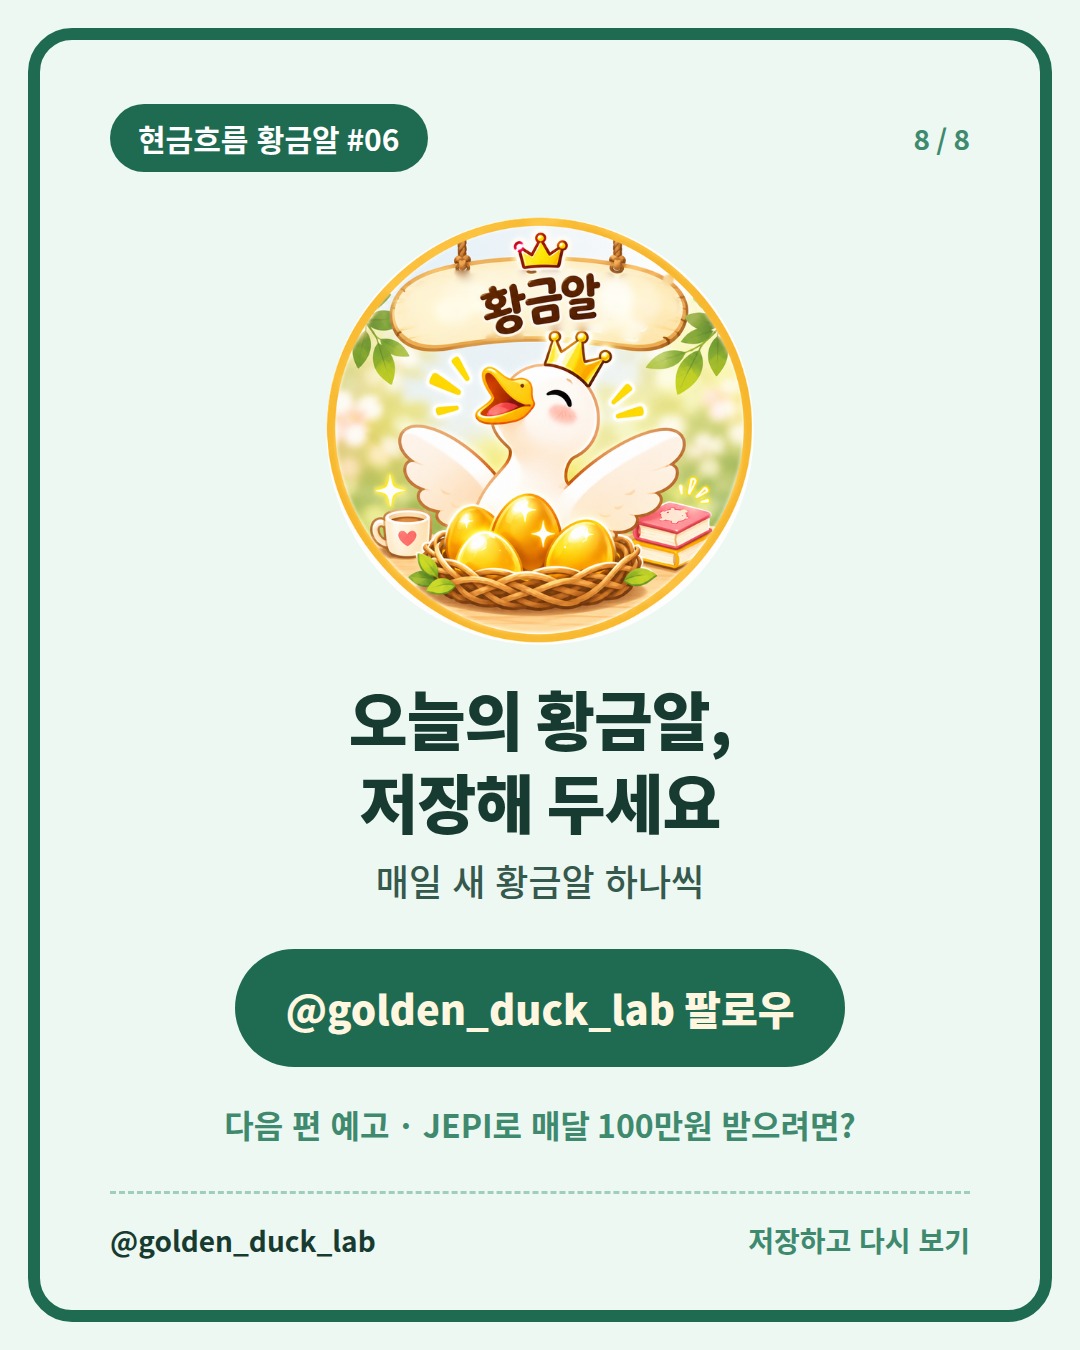 현금흐름 황금알 #06
8 / 8
황금알
오늘의 황금알,
저장해 두세요
매일 새 황금알 하나씩
@golden_duck_lab 팔로우
다음 편 예고 · JEPI로 매달 100만원 받으려면?
@golden_duck_lab
저장하고 다시 보기